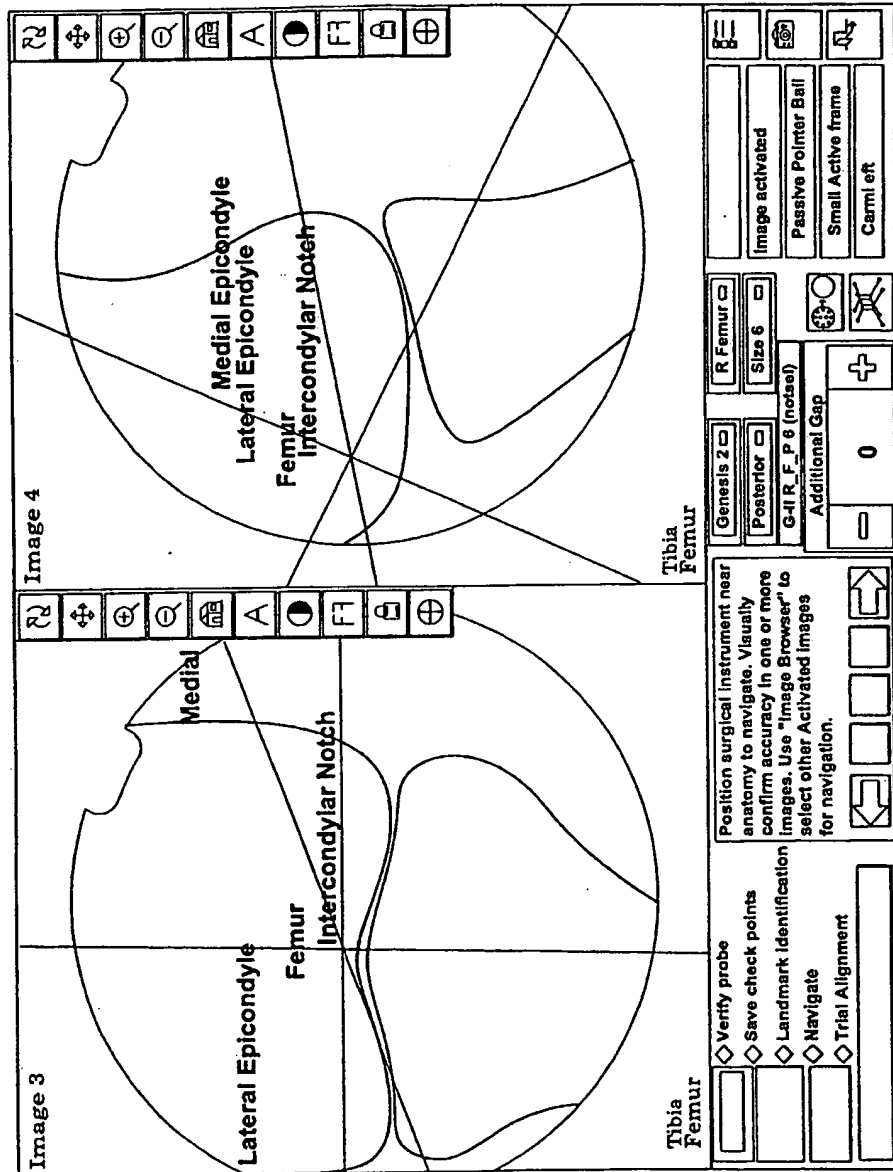 Image 3
Medial
Lateral Epicondyle
Femur
Intercondylar Notch
Tibia
Femur
A
Image 4
Medial Epicondyle
Lateral Epicondyle
Femur
Intercondylar Notch
Tibia
Femur
A
Verify probe
Save check points
Landmark identification
Navigate
Trial Alignment
Position surgical instrument near
anatomy to navigate. Visually
confirm accuracy in one or more
images. Use "Image Browser" to
select other Activated images
for navigation.
Genesis 2
R Femur
Posterior
Size 6
G-II R_F_P 6 (notsel)
Additional Gap
0
Image activated
Passive Pointer Ball
Small Active frame
Carml eft